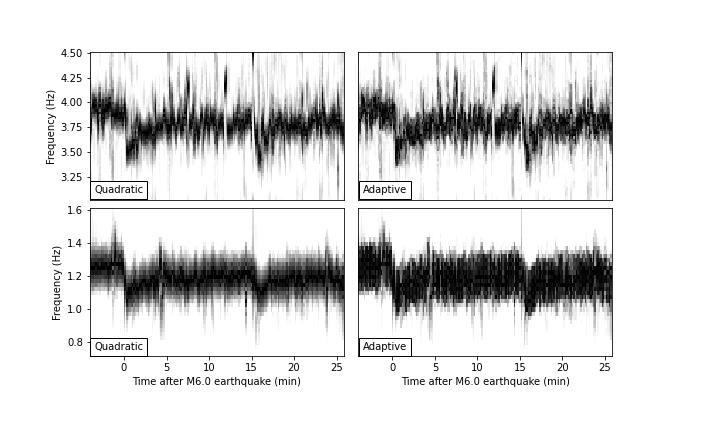 4.50
4.25
4.00
3.75
3.50
3.25
Frequency (Hz)
Quadratic
Adaptive
1.6
1.4
1.2
1.0
0.8
Frequency (Hz)
Quadratic
Adaptive
0 5 10 15 20 25
0 5 10 15 20 25
Time after M6.0 earthquake (min)
Time after M6.0 earthquake (min)